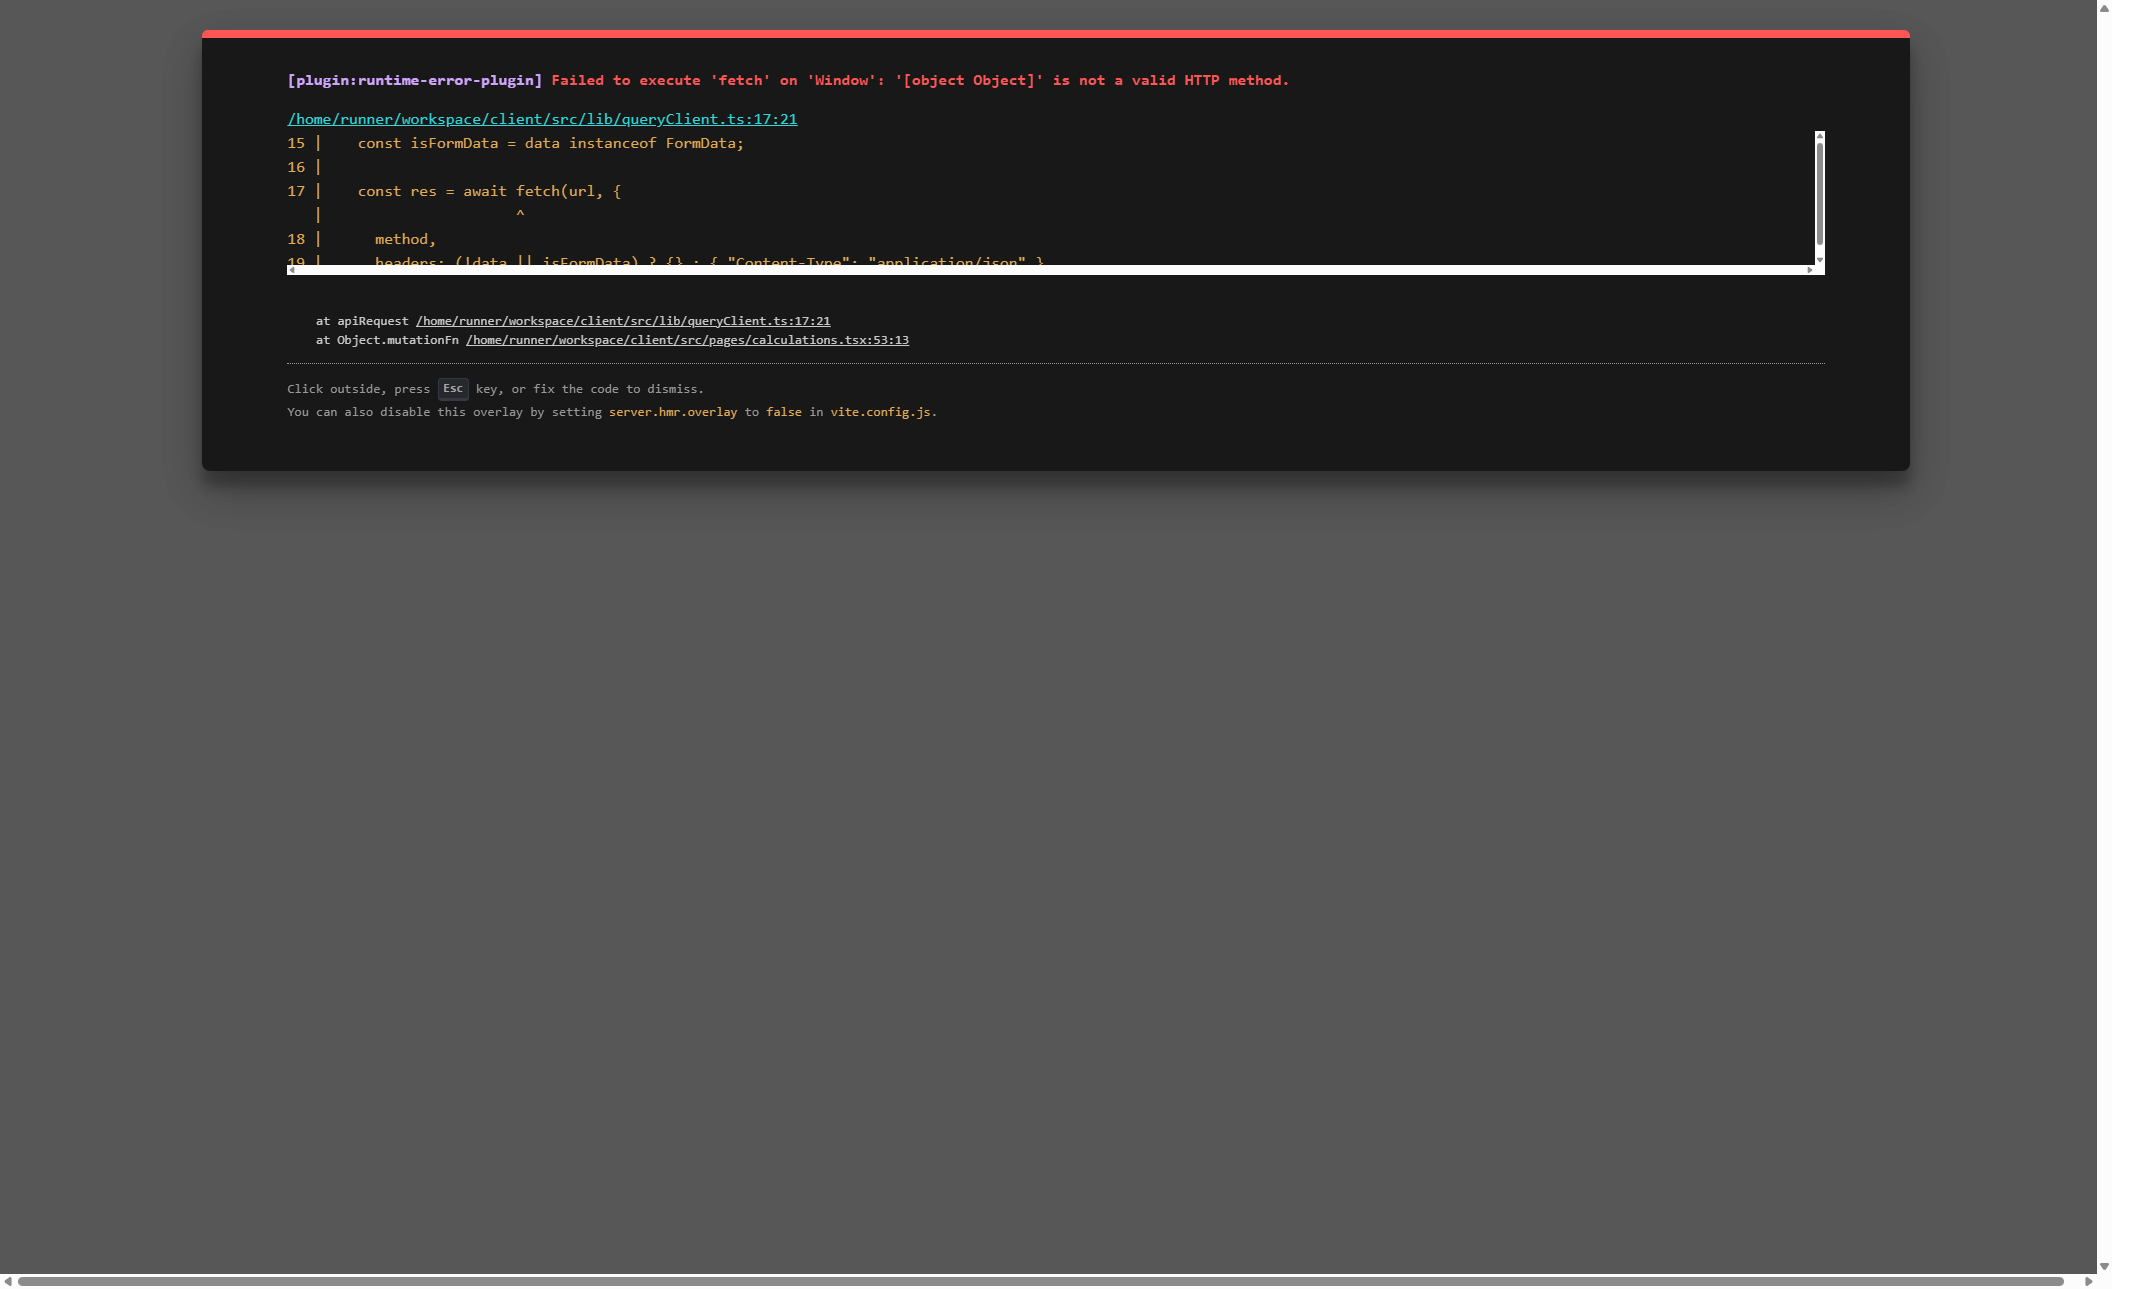 [plugin:runtime-error-plugin] Failed to execute 'fetch' on 'Window': '[object Object]' is not a valid HTTP method.
/home/runner/workspace/client/src/lib/queryClient.ts:17:21
15 |    const isFormData = data instanceof FormData;
16 |
17 |    const res = await fetch(url, {
   |                      ^
18 |      method,
19 |      headers: (!data || isFormData) ? {} : { "Content-Type": "application/json" }
at apiRequest /home/runner/workspace/client/src/lib/queryClient.ts:17:21
at Object.mutationFn /home/runner/workspace/client/src/pages/calculations.tsx:53:13
Click outside, press Esc key, or fix the code to dismiss.
You can also disable this overlay by setting server.hmr.overlay to false in vite.config.js.